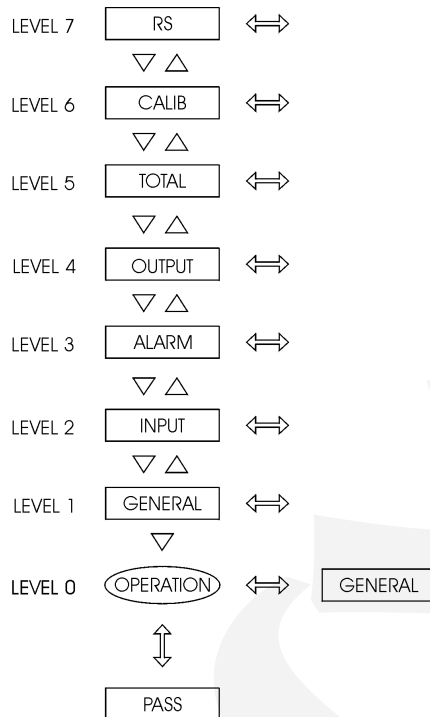 LEVEL 7 RS
LEVEL 6 CALIB
LEVEL 5 TOTAL
LEVEL 4 OUTPUT
LEVEL 3 ALARM
LEVEL 2 INPUT
LEVEL 1 GENERAL
LEVEL 0 OPERATION GENERAL
PASS